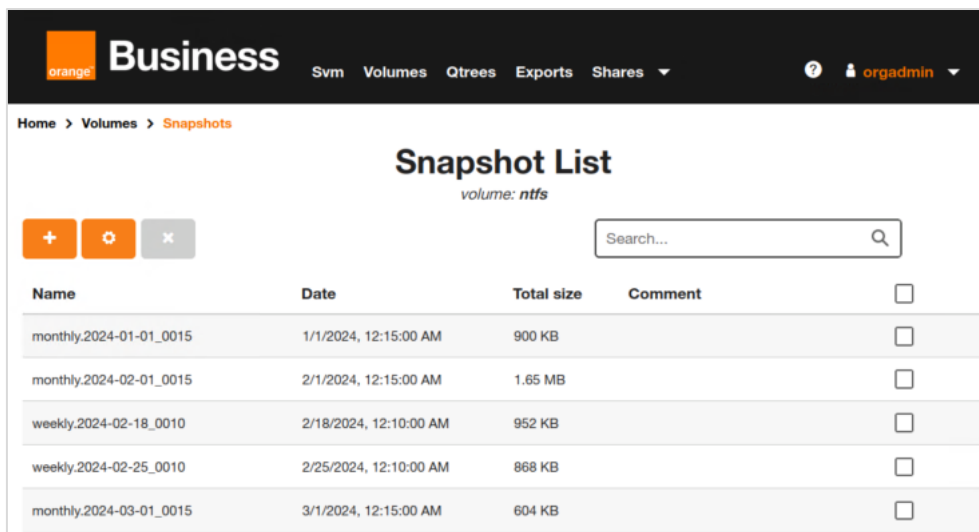 orange™ Business Svm Volumes Qtrees Exports Shares orgadmin
Home > Volumes > Snapshots
Snapshot List
volume: ntfs
Search...
Name Date Total size Comment
monthly.2024-01-01_0015 1/1/2024, 12:15:00 AM 900 KB
monthly.2024-02-01_0015 2/1/2024, 12:15:00 AM 1.65 MB
weekly.2024-02-18_0010 2/18/2024, 12:10:00 AM 952 KB
weekly.2024-02-25_0010 2/25/2024, 12:10:00 AM 868 KB
monthly.2024-03-01_0015 3/1/2024, 12:15:00 AM 604 KB